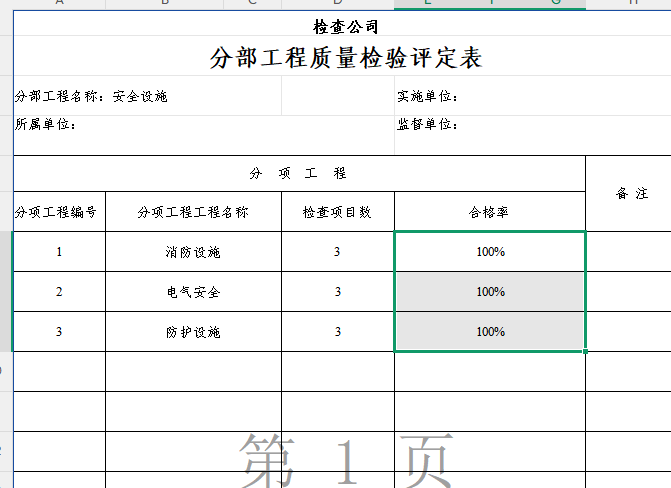 A B C D E F G H
检查公司
分部工程质量检验评定表
分部工程名称：安全设施 实施单位：
所属单位： 监督单位：
分 项 工 程
备 注
分项工程编号 分项工程工程名称 检查项目数 合格率
1 消防设施 3 100%
2 电气安全 3 100%
3 防护设施 3 100%
第 1 页